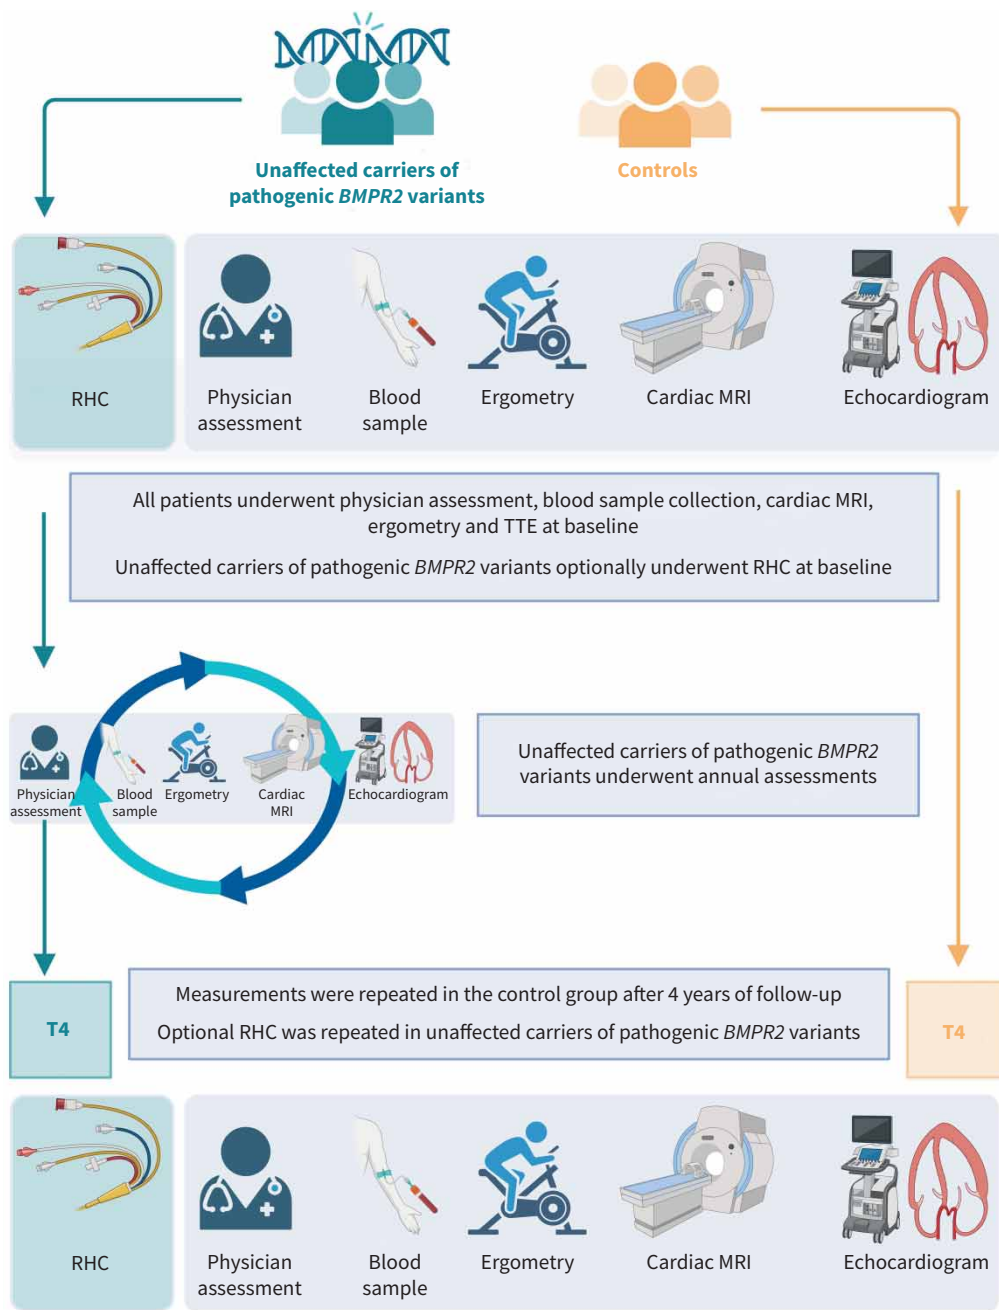 Unaffected carriers of
pathogenic BMPR2 variants
Controls
RHC
Physician
assessment
Blood
sample
Ergometry
Cardiac MRI
Echocardiogram
All patients underwent physician assessment, blood sample collection, cardiac MRI,
ergometry and TTE at baseline
Unaffected carriers of pathogenic BMPR2 variants optionally underwent RHC at baseline
Physician
assessment
Blood
sample
Ergometry
Cardiac
MRI
Echocardiogram
Unaffected carriers of pathogenic BMPR2
variants underwent annual assessments
T4
Measurements were repeated in the control group after 4 years of follow-up
Optional RHC was repeated in unaffected carriers of pathogenic BMPR2 variants
T4
RHC
Physician
assessment
Blood
sample
Ergometry
Cardiac MRI
Echocardiogram